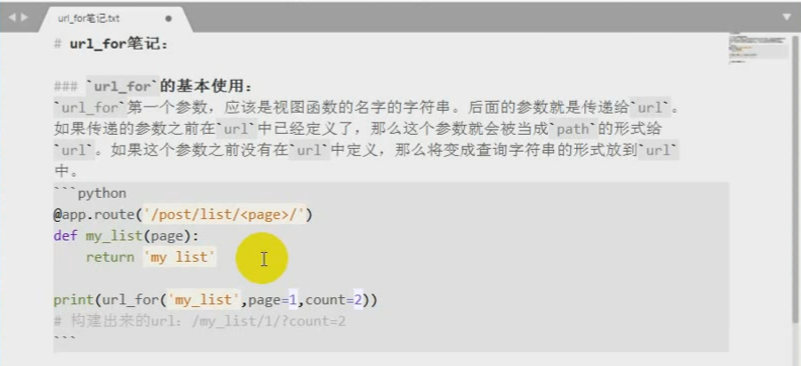 url_for笔记.txt
# url_for笔记：
### `url_for`的基本使用：
`url_for`第一个参数，应该是视图函数的名字的字符串。后面的参数就是传递给`url`。
如果传递的参数之前在`url`中已经定义了，那么这个参数就会被当成`path`的形式给
`url`。如果这个参数之前没有在`url`中定义，那么将变成查询字符串的形式放到`url`
中。
```python
@app.route('/post/list/<page>/')
def my_list(page):
    return 'my list'
print(url_for('my_list',page=1,count=2))
# 构建出来的url：/my_list/1/?count=2
```